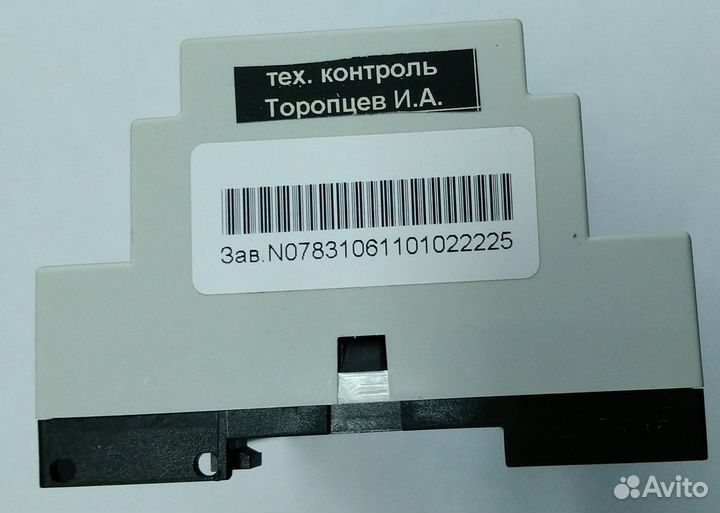 тех. контроль
Торопцев И.А.
Зав.N07831061101022225
Avito